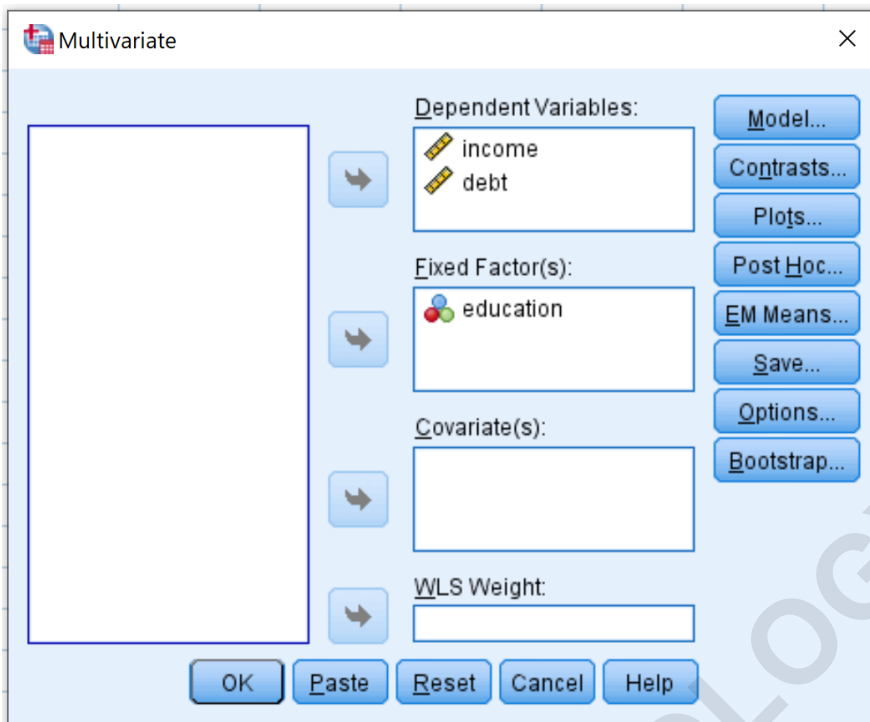 Multivariate
Dependent Variables:
income
debt
Fixed Factor(s):
education
Covariate(s):
WLS Weight:
Model...
Contrasts...
Plots...
Post Hoc...
EM Means...
Save...
Options...
Bootstrap...
OK Paste Reset Cancel Help